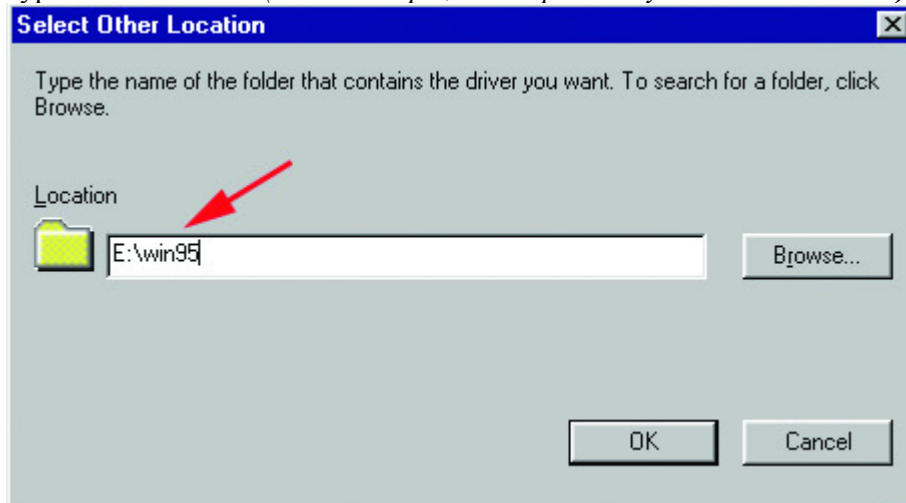 Select Other Location
Type the name of the folder that contains the driver you want. To search for a folder, click
Browse.
Location
E:\win95
Browse...
OK
Cancel